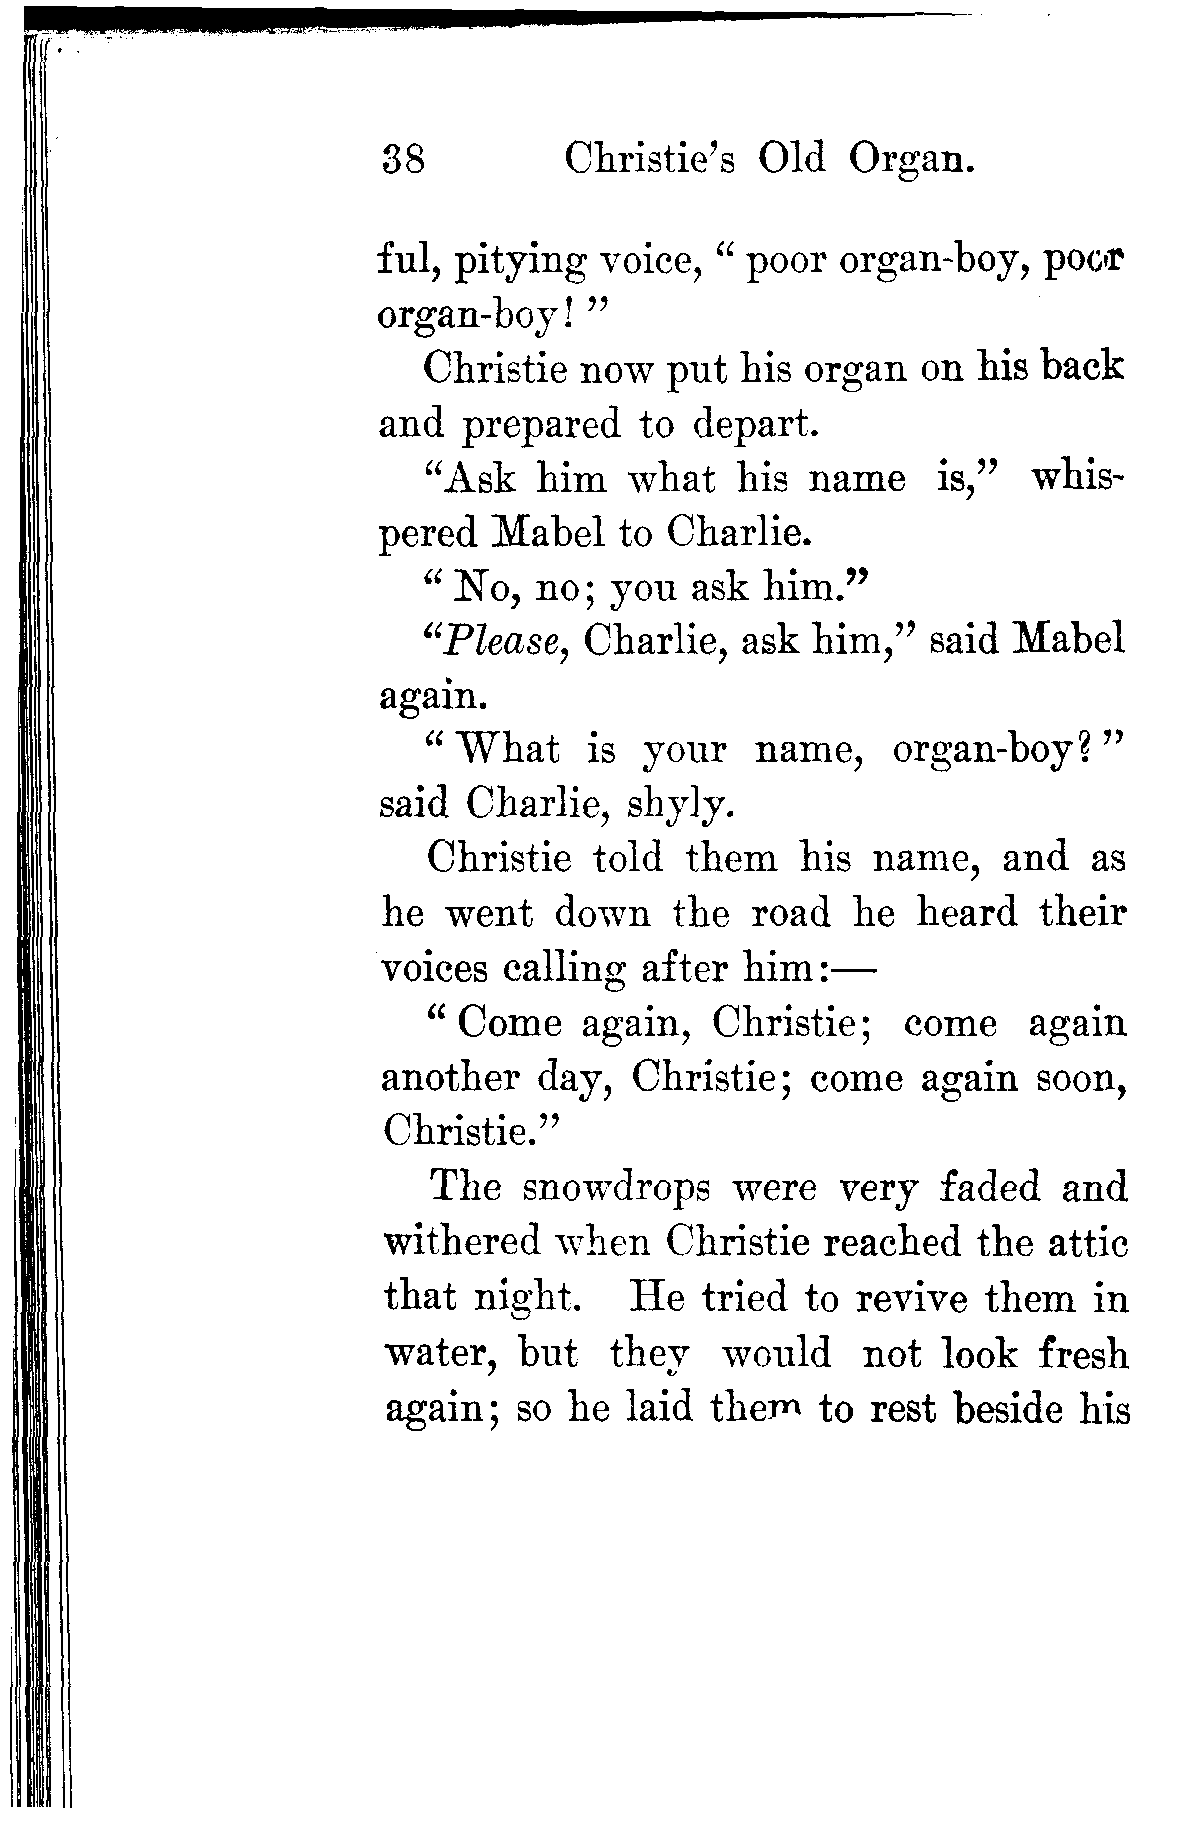 38 Christie's Old Organ.
ful, pitying voice, “ poor organ-boy, poor
organ-boy! ”
Christie now put his organ on his back
and prepared to depart.
“Ask him what his name is,” whis-
pered Mabel to Charlie.
“ No, no; you ask him.”
“Please, Charlie, ask him,” said Mabel
again.
“ What is your name, organ-boy? ”
said Charlie, shyly.
Christie told them his name, and as
he went down the road he heard their
voices calling after him:—
“ Come again, Christie; come again
another day, Christie; come again soon,
Christie.”
The snowdrops were very faded and
withered when Christie reached the attic
that night. He tried to revive them in
water, but they would not look fresh
again; so he laid them to rest beside his